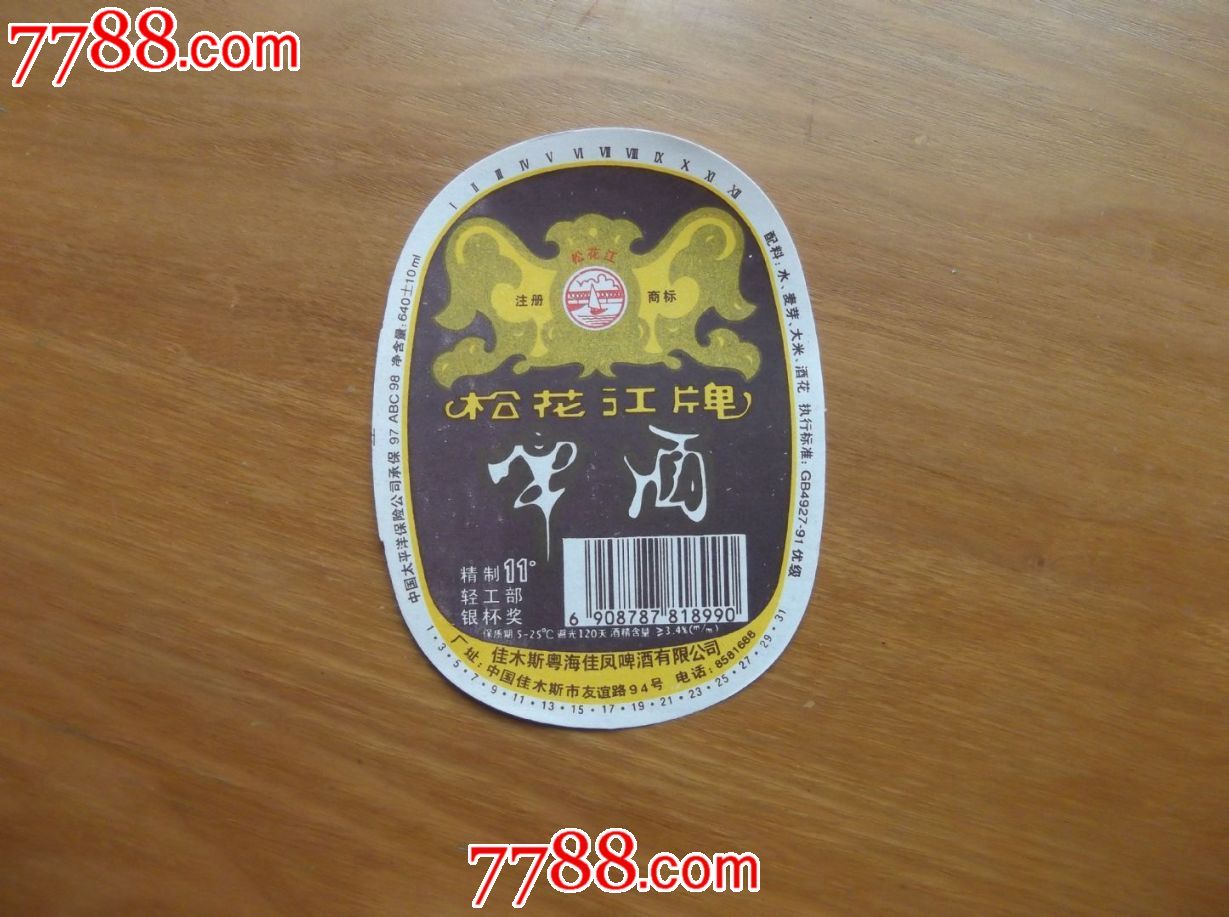 7788.com
I II III IV V VI VII VIII IX X XI XII
松花江
注册 商标
松花江牌
啤酒
精制11°
轻工部
银杯奖
6 908787 818990
保质期 5-25℃ 避光120天 酒精含量 ≥3.4%(m/m)
佳木斯粤海佳凤啤酒有限公司
厂址:中国佳木斯市友谊路94号 电话:8581688
1·3·5·7·9·11·13·15·17·19·21·23·25·27·29·31
中国太平洋保险公司承保 97 ABC 98 净含量:640±10ml
配料:水、麦芽、大米、酒花 执行标准:GB4927-91 优级
7788.com